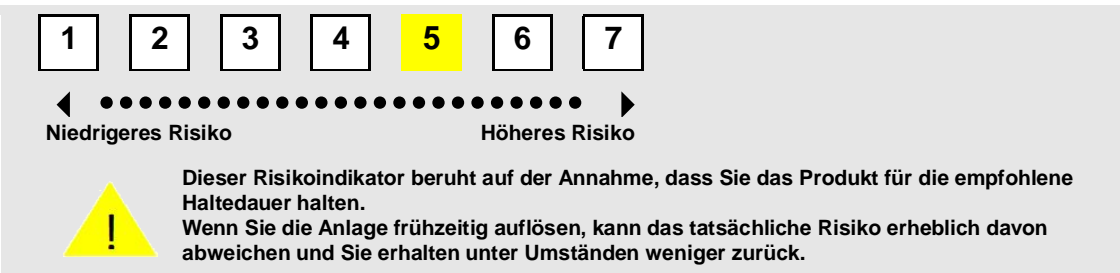 1 2 3 4 5 6 7
Niedrigeres Risiko Höheres Risiko
Dieser Risikoindikator beruht auf der Annahme, dass Sie das Produkt für die empfohlene
Haltedauer halten.
Wenn Sie die Anlage frühzeitig auflösen, kann das tatsächliche Risiko erheblich davon
abweichen und Sie erhalten unter Umständen weniger zurück.
!